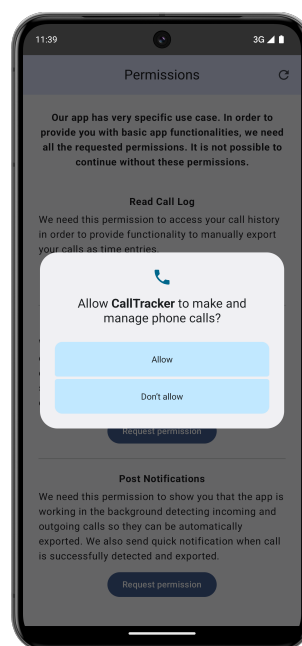 11:39
3G
Permissions
Our app has very specific use case. In order to
provide you with basic app functionalities, we need
all the requested permissions. It is not possible to
continue without these permissions.
Read Call Log
We need this permission to access your call history
in order to provide functionality to manually export
your calls as time entries.
Allow CallTracker to make and
manage phone calls?
Allow
Don't allow
Request permission
Post Notifications
We need this permission to show you that the app is
working in the background detecting incoming and
outgoing calls so they can be automatically
exported. We also send quick notification when call
is successfully detected and exported.
Request permission